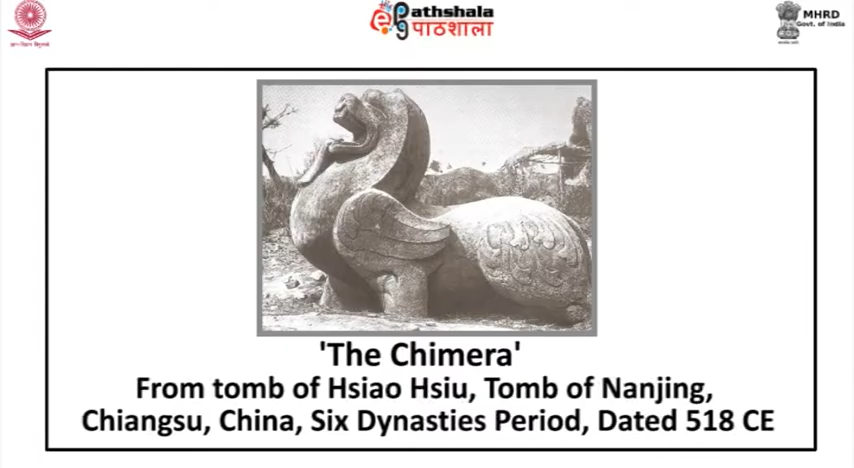 epathshala
पाठशाला
MHRD
Govt. of India
'The Chimera'
From tomb of Hsiao Hsiu, Tomb of Nanjing,
Chiangsu, China, Six Dynasties Period, Dated 518 CE